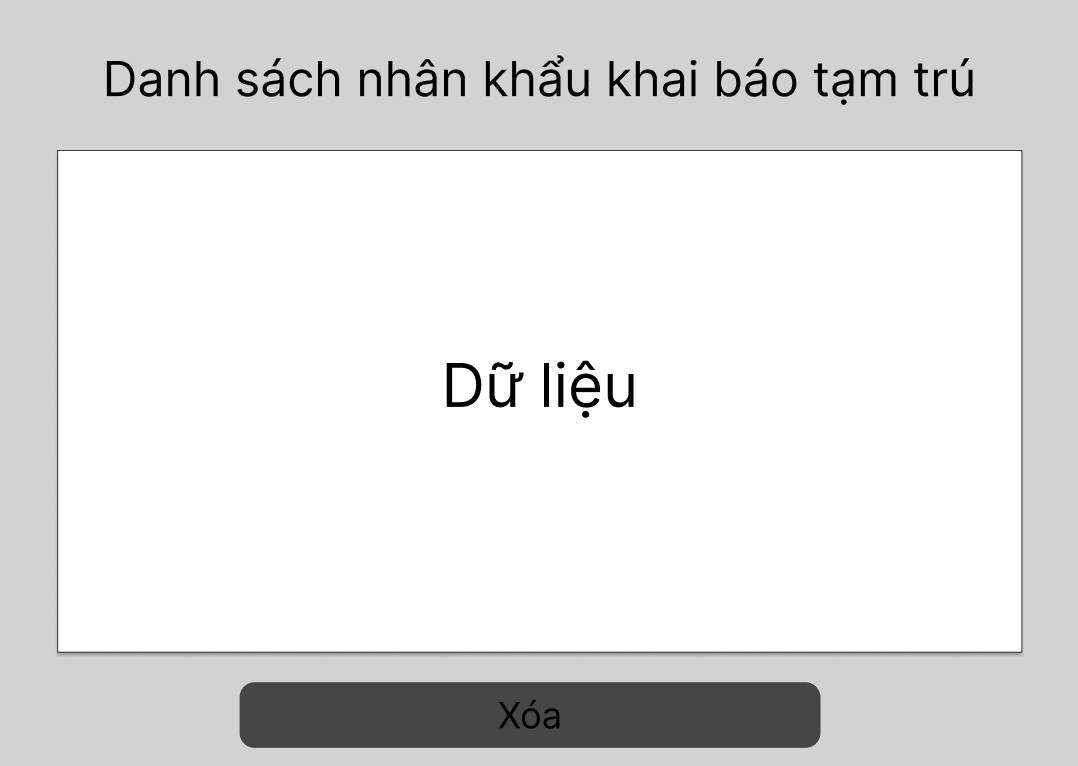 Danh sách nhân khẩu khai báo tạm trú
Dữ liệu
Xóa